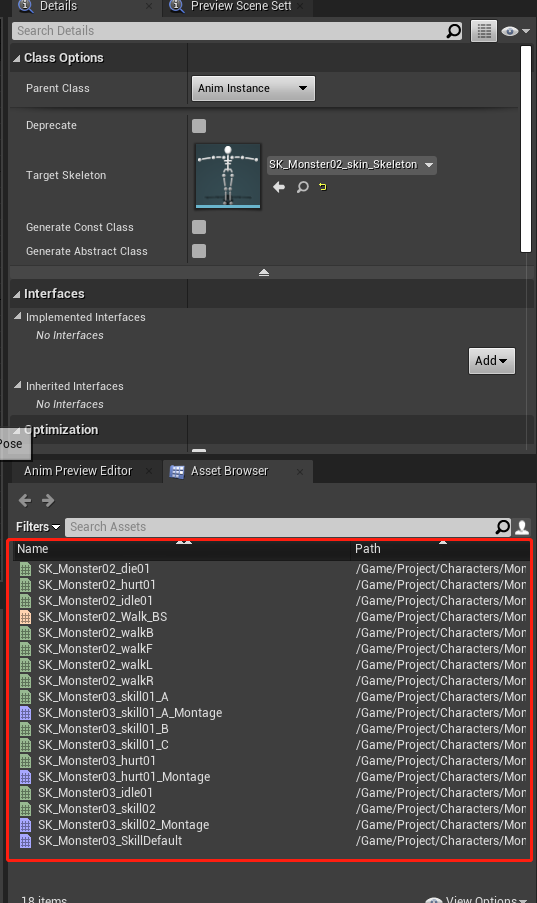 Details
Preview Scene Sett
Search Details
Class Options
Parent Class
Anim Instance
Deprecate
Target Skeleton
SK_Monster02_skin_Skeleton
Generate Const Class
Generate Abstract Class
Interfaces
Implemented Interfaces
No Interfaces
Add
Inherited Interfaces
No Interfaces
Optimization
Pose
Anim Preview Editor
Asset Browser
Filters
Search Assets
Name Path
SK_Monster02_die01 /Game/Project/Characters/Mon
SK_Monster02_hurt01 /Game/Project/Characters/Mon
SK_Monster02_idle01 /Game/Project/Characters/Mon
SK_Monster02_Walk_BS /Game/Project/Characters/Mon
SK_Monster02_walkB /Game/Project/Characters/Mon
SK_Monster02_walkF /Game/Project/Characters/Mon
SK_Monster02_walkL /Game/Project/Characters/Mon
SK_Monster02_walkR /Game/Project/Characters/Mon
SK_Monster03_skill01_A /Game/Project/Characters/Mon
SK_Monster03_skill01_A_Montage /Game/Project/Characters/Mon
SK_Monster03_skill01_B /Game/Project/Characters/Mon
SK_Monster03_skill01_C /Game/Project/Characters/Mon
SK_Monster03_hurt01 /Game/Project/Characters/Mon
SK_Monster03_hurt01_Montage /Game/Project/Characters/Mon
SK_Monster03_idle01 /Game/Project/Characters/Mon
SK_Monster03_skill02 /Game/Project/Characters/Mon
SK_Monster03_skill02_Montage /Game/Project/Characters/Mon
SK_Monster03_SkillDefault /Game/Project/Characters/Mon
18 items
View Options